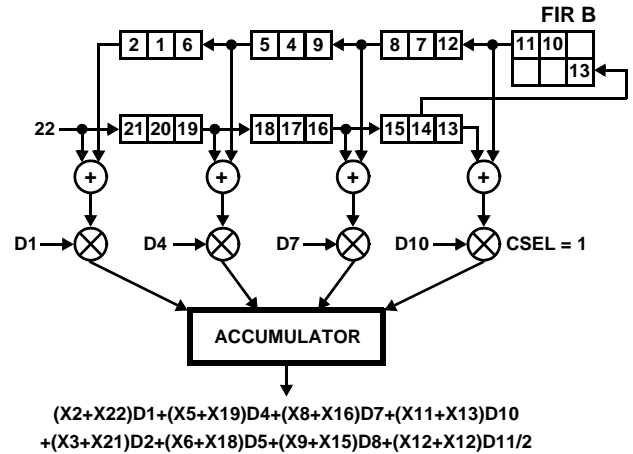 FIR B
2 1 6 5 4 9 8 7 12 11 10
13
22 21 20 19 18 17 16 15 14 13
+ + + +
D1 D4 D7 D10 CSEL = 1
ACCUMULATOR
(X2+X22)D1+(X5+X19)D4+(X8+X16)D7+(X11+X13)D10
+(X3+X21)D2+(X6+X18)D5+(X9+X15)D8+(X12+X12)D11/2